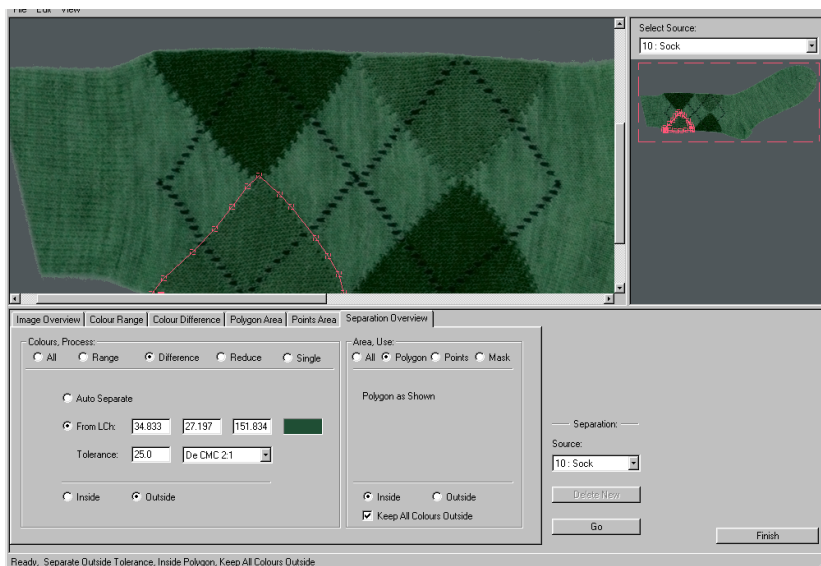 File Edit View
Select Source:
10 : Sock
Image Overview Colour Range Colour Difference Polygon Area Points Area Separation Overview
Colours, Process:
All Range Difference Reduce Single
Auto Separate
From LCh: 34.833 27.197 151.834
Tolerance: 25.0 De CMC 2:1
Inside Outside
Area, Use:
All Polygon Points Mask
Polygon as Shown
Inside Outside
Keep All Colours Outside
Separation:
Source:
10 : Sock
Delete New
Go
Finish
Ready, Separate Outside Tolerance, Inside Polygon, Keep All Colours Outside